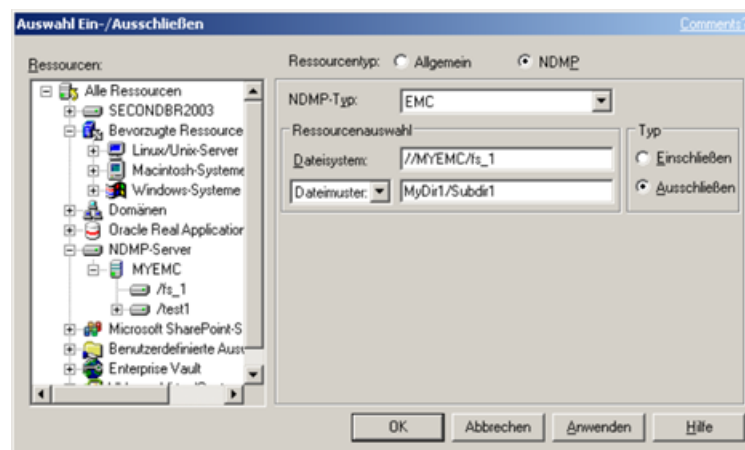 Auswahl Ein-/Ausschließen
Comments?
Ressourcen:
Alle Ressourcen
SECONDBR2003
Bevorzugte Ressource
Linux/Unix-Server
Macintosh-Systeme
Windows-Systeme
Domänen
Oracle Real Application
NDMP-Server
MYEMC
/fs_1
/test1
Microsoft SharePoint-S
Benutzerdefinierte Ausw
Enterprise Vault
Ressourcentyp:
Allgemein
NDMP
NDMP-Typ:
EMC
Ressourcenauswahl
Dateisystem:
//MYEMC/fs_1
Dateimuster:
MyDir1/Subdir1
Typ
Einschließen
Ausschließen
OK
Abbrechen
Anwenden
Hilfe